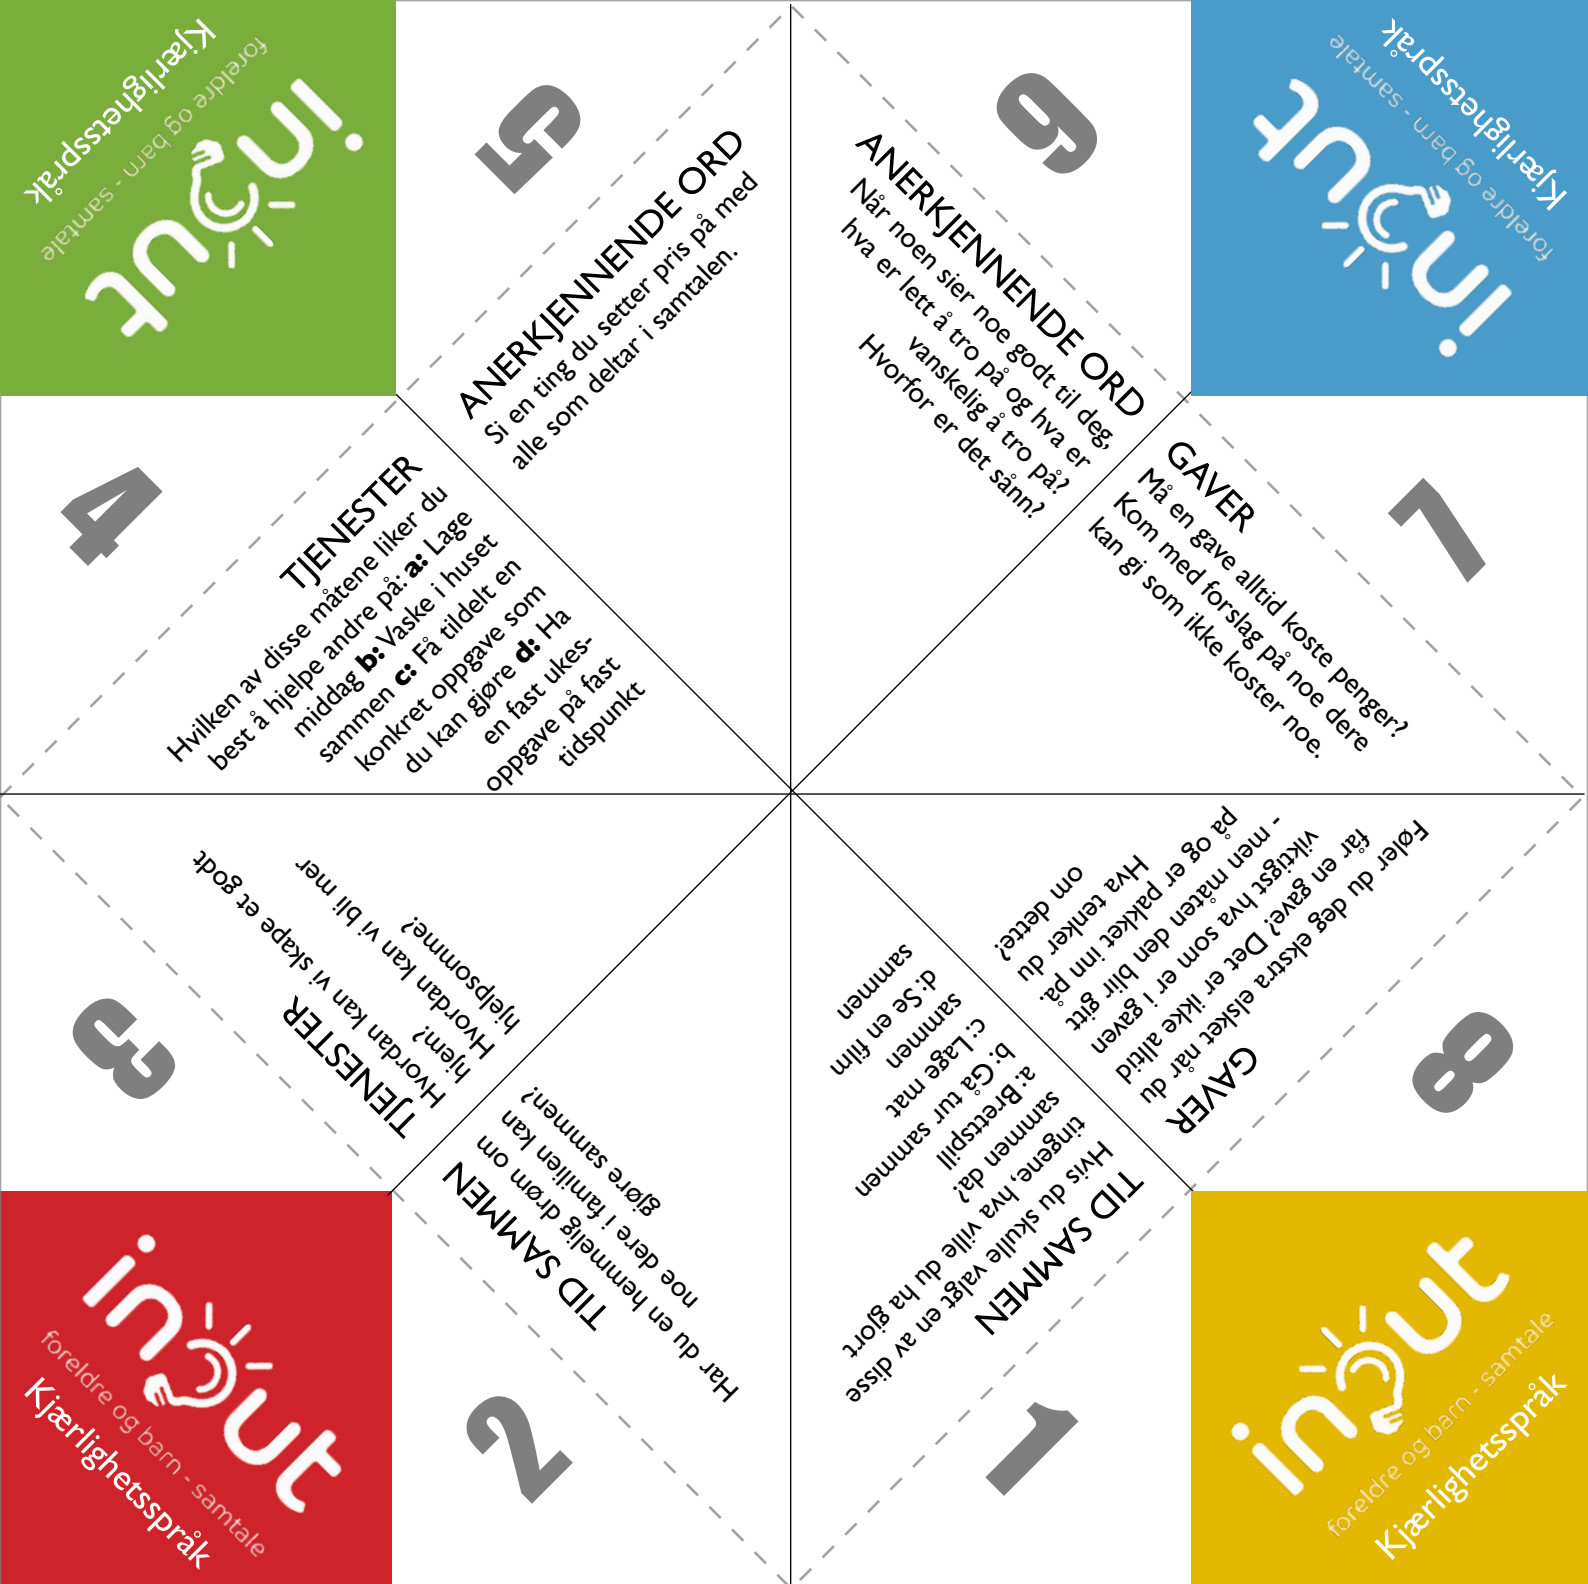 Kjærlighetsspråk
foreldre og barn - samtale
inout
5
ANERKJENNENDE ORD
Si en ting du setter pris på med
alle som deltar i samtalen.
6
ANERKJENNENDE ORD
Når noen sier noe godt til deg,
hva er lett å tro på og hva er
vanskelig å tro på?
Hvorfor er det sånn?
Kjærlighetsspråk
foreldre og barn - samtale
inout
4
TJENESTER
Hvilken av disse måtene liker du
best å hjelpe andre på: a: Lage
middag b: Vaske i huset
sammen c: Få tildelt en
konkret oppgave som
du kan gjøre d: Ha
en fast ukes-
oppgave på fast
tidspunkt
7
GAVER
Må en gave alltid koste penger?
Kom med forslag på noe dere
kan gi som ikke koster noe.
3
TJENESTER
Hvordan kan vi skape et godt
hjem?
Hvordan kan vi bli mer
hjelpsomme?
8
GAVER
Føler du deg ekstra elsket når du
får en gave? Det er ikke alltid
viktigst hva som er i gaven
- men måten den blir gitt
på og er pakket inn på.
Hva tenker du
om dette?
2
TID SAMMEN
Har du en hemmelig drøm om
noe dere i familien kan
gjøre sammen?
1
TID SAMMEN
Hvis du skulle valgt en av disse
tingene, hva ville du ha gjort
sammen da?
a: Brettspill
b: Gå tur sammen
c: Lage mat
sammen
d: Se en film
sammen
inout
foreldre og barn - samtale
Kjærlighetsspråk
inout
foreldre og barn - samtale
Kjærlighetsspråk